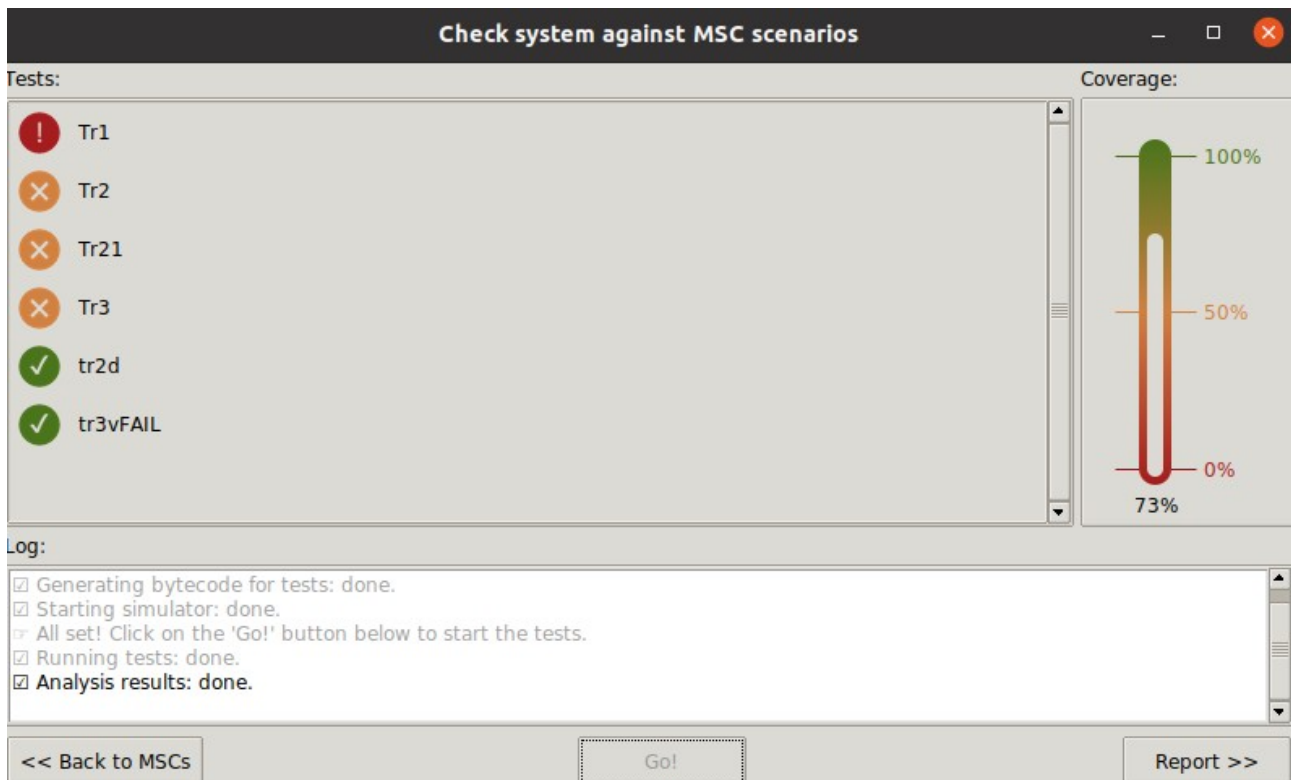 Check system against MSC scenarios
Tests:
Coverage:
! Tr1
Tr2
Tr21
Tr3
tr2d
tr3vFAIL
100%
50%
0%
73%
Log:
☑ Generating bytecode for tests: done.
☑ Starting simulator: done.
☞ All set! Click on the 'Go!' button below to start the tests.
☑ Running tests: done.
☑ Analysis results: done.
<< Back to MSCs
Go!
Report >>